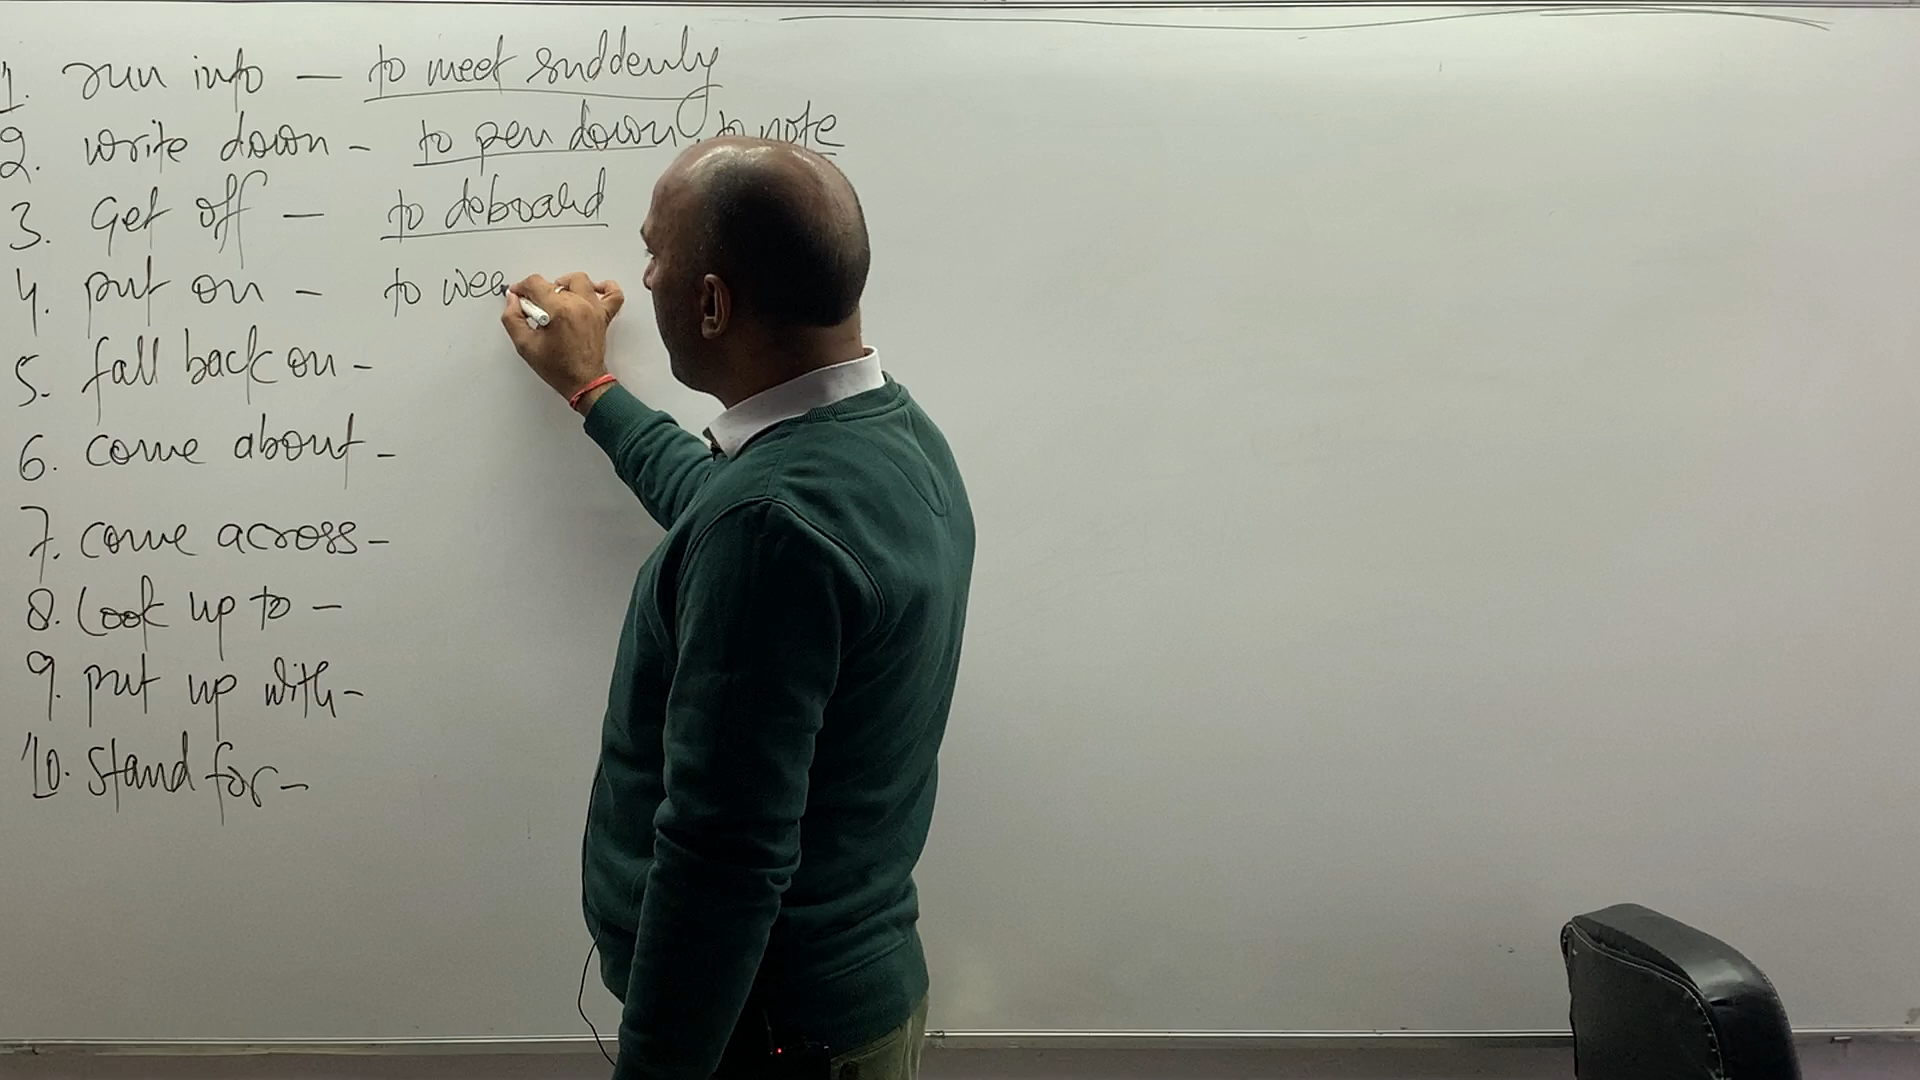 1. run into — to meet suddenly
2. write down - to pen down, to note
3. Get off — to deboard
4. put on - to wea
5. fall back on -
6. come about -
7. come across -
8. Look up to -
9. put up with -
10. Stand for -